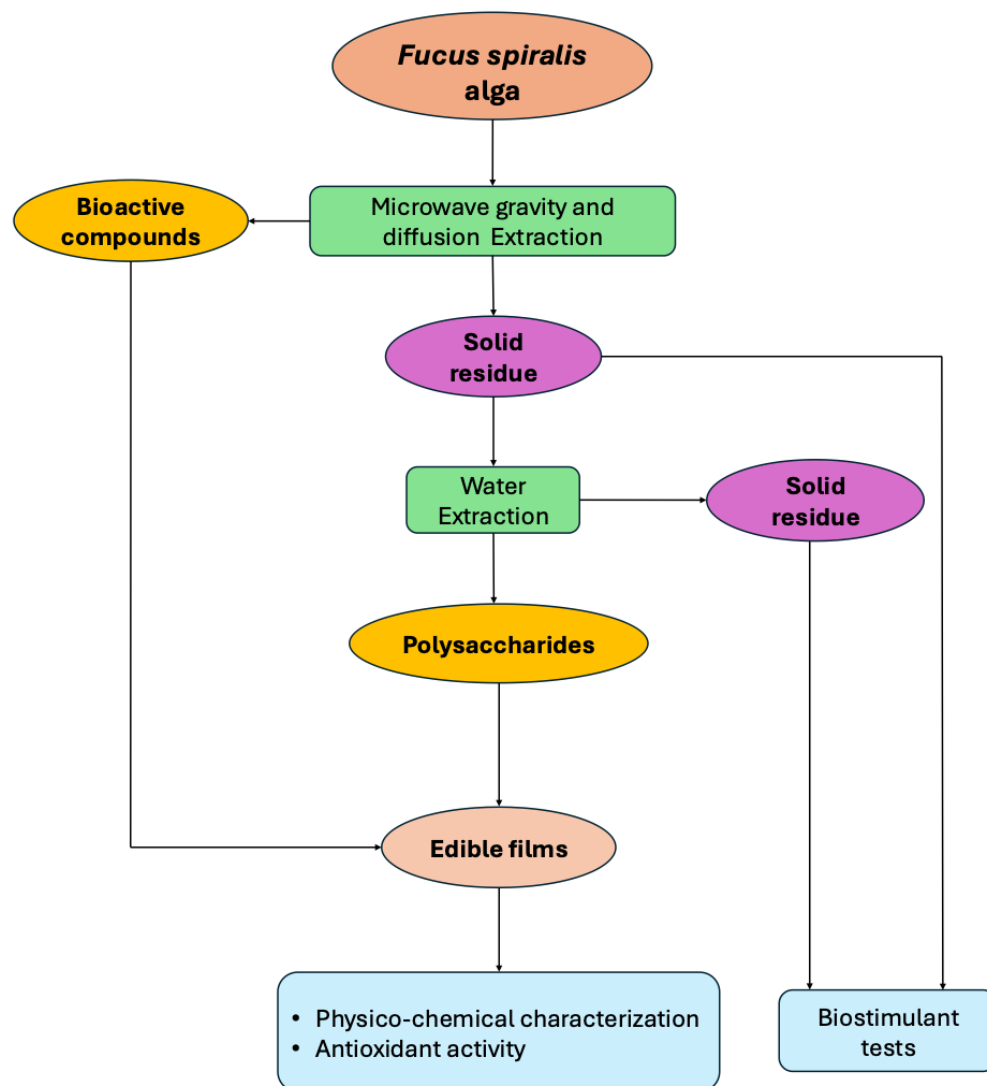 Fucus spiralis
alga
Microwave gravity and
diffusion Extraction
Bioactive
compounds
Solid
residue
Water
Extraction
Solid
residue
Polysaccharides
Edible films
• Physico-chemical characterization
• Antioxidant activity
Biostimulant
tests